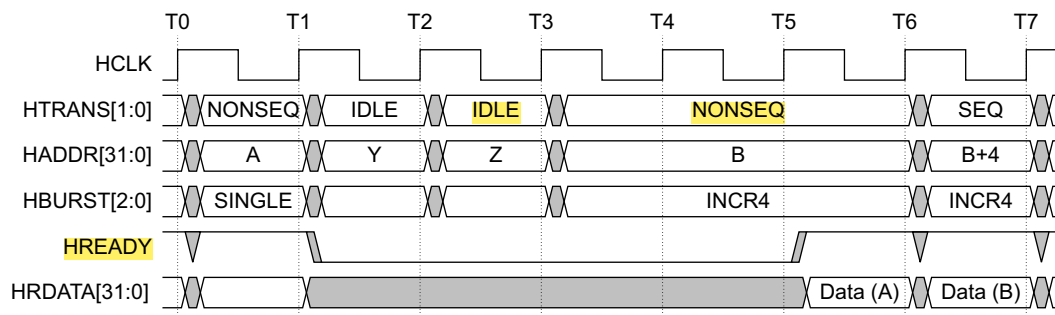 T0 T1 T2 T3 T4 T5 T6 T7
HCLK
HTRANS[1:0] NONSEQ IDLE IDLE NONSEQ SEQ
HADDR[31:0] A Y Z B B+4
HBURST[2:0] SINGLE INCR4 INCR4
HREADY
HRDATA[31:0] Data (A) Data (B)